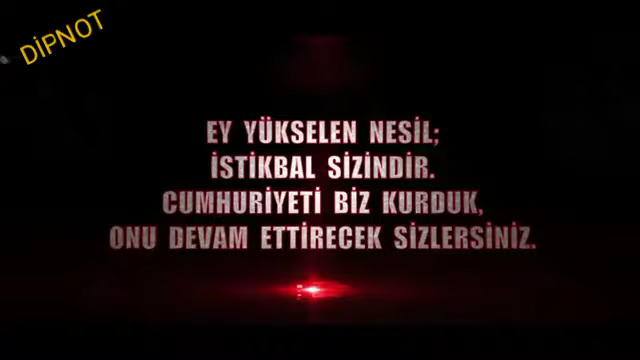 DİPNOT
EY YÜKSELEN NESİL;
İSTİKBAL SİZİNDİR.
CUMHURİYETİ BİZ KURDUK,
ONU DEVAM ETTİRECEK SİZLERSİNİZ.